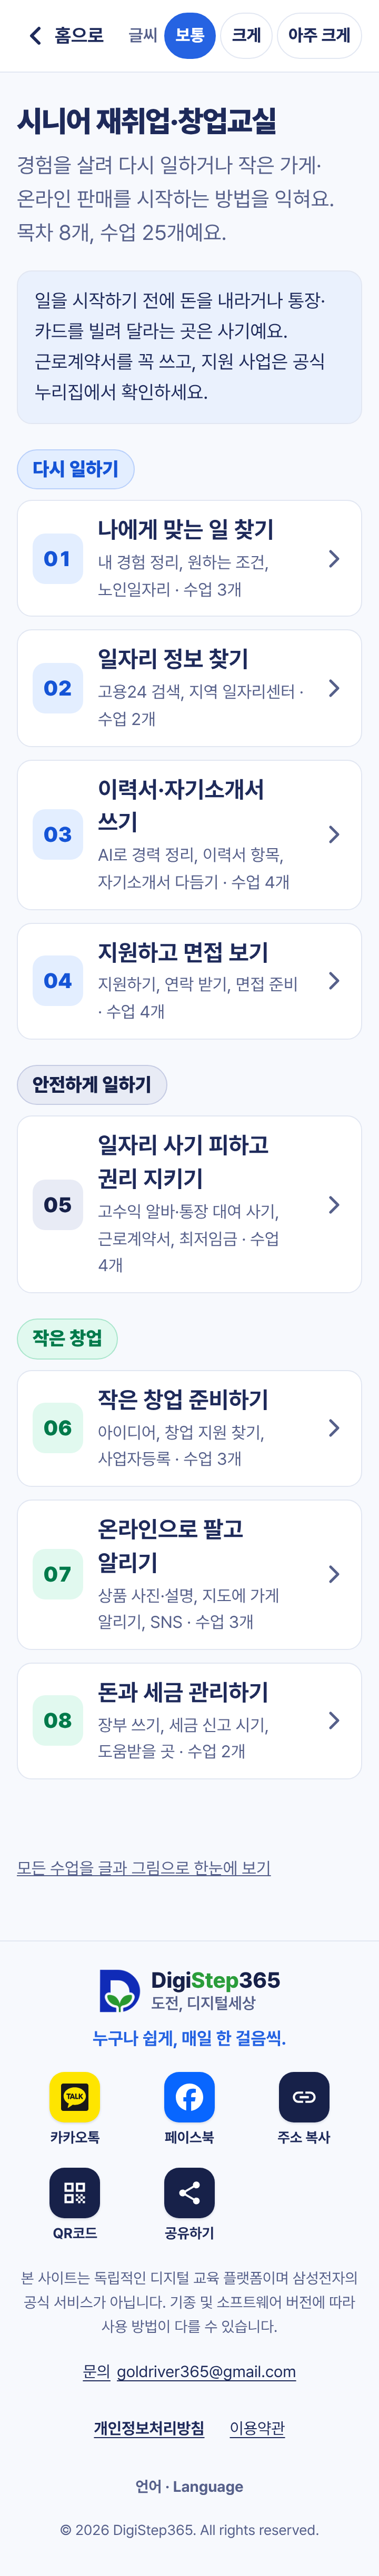 홈으로 글씨 보통 크게 아주 크게
시니어 재취업·창업교실
경험을 살려 다시 일하거나 작은 가게·
온라인 판매를 시작하는 방법을 익혀요.
목차 8개, 수업 25개예요.
일을 시작하기 전에 돈을 내라거나 통장·
카드를 빌려 달라는 곳은 사기예요.
근로계약서를 꼭 쓰고, 지원 사업은 공식
누리집에서 확인하세요.
다시 일하기
01
나에게 맞는 일 찾기
내 경험 정리, 원하는 조건,
노인일자리 · 수업 3개
02
일자리 정보 찾기
고용24 검색, 지역 일자리센터 ·
수업 2개
03
이력서·자기소개서
쓰기
AI로 경력 정리, 이력서 항목,
자기소개서 다듬기 · 수업 4개
04
지원하고 면접 보기
지원하기, 연락 받기, 면접 준비
· 수업 4개
안전하게 일하기
05
일자리 사기 피하고
권리 지키기
고수익 알바·통장 대여 사기,
근로계약서, 최저임금 · 수업
4개
작은 창업
06
작은 창업 준비하기
아이디어, 창업 지원 찾기,
사업자등록 · 수업 3개
07
온라인으로 팔고
알리기
상품 사진·설명, 지도에 가게
알리기, SNS · 수업 3개
08
돈과 세금 관리하기
장부 쓰기, 세금 신고 시기,
도움받을 곳 · 수업 2개
모든 수업을 글과 그림으로 한눈에 보기
DigiStep365
도전, 디지털세상
누구나 쉽게, 매일 한 걸음씩.
TALK
카카오톡 페이스북 주소 복사
QR코드 공유하기
본 사이트는 독립적인 디지털 교육 플랫폼이며 삼성전자의
공식 서비스가 아닙니다. 기종 및 소프트웨어 버전에 따라
사용 방법이 다를 수 있습니다.
문의 goldriver365@gmail.com
개인정보처리방침 이용약관
언어 · Language
© 2026 DigiStep365. All rights reserved.